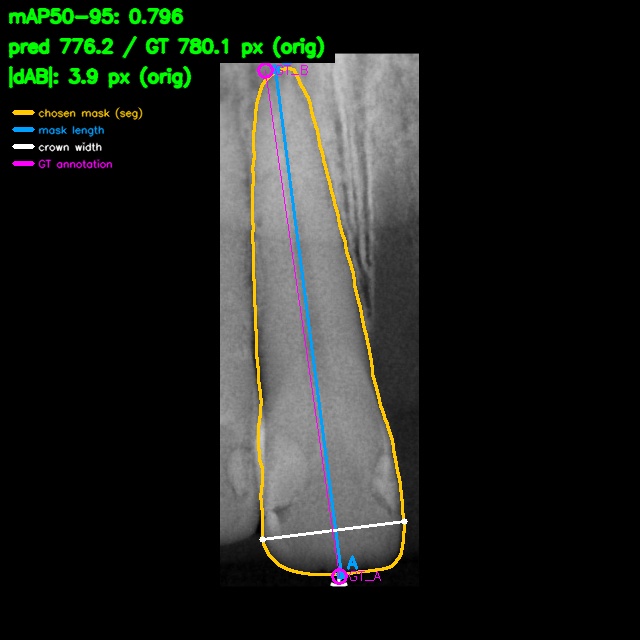 mAP50-95: 0.796
pred 776.2 / GT 780.1 px (orig)
|dAB|: 3.9 px (orig)
chosen mask (seg)
mask length
crown width
GT annotation
GT_B
A
GT_A